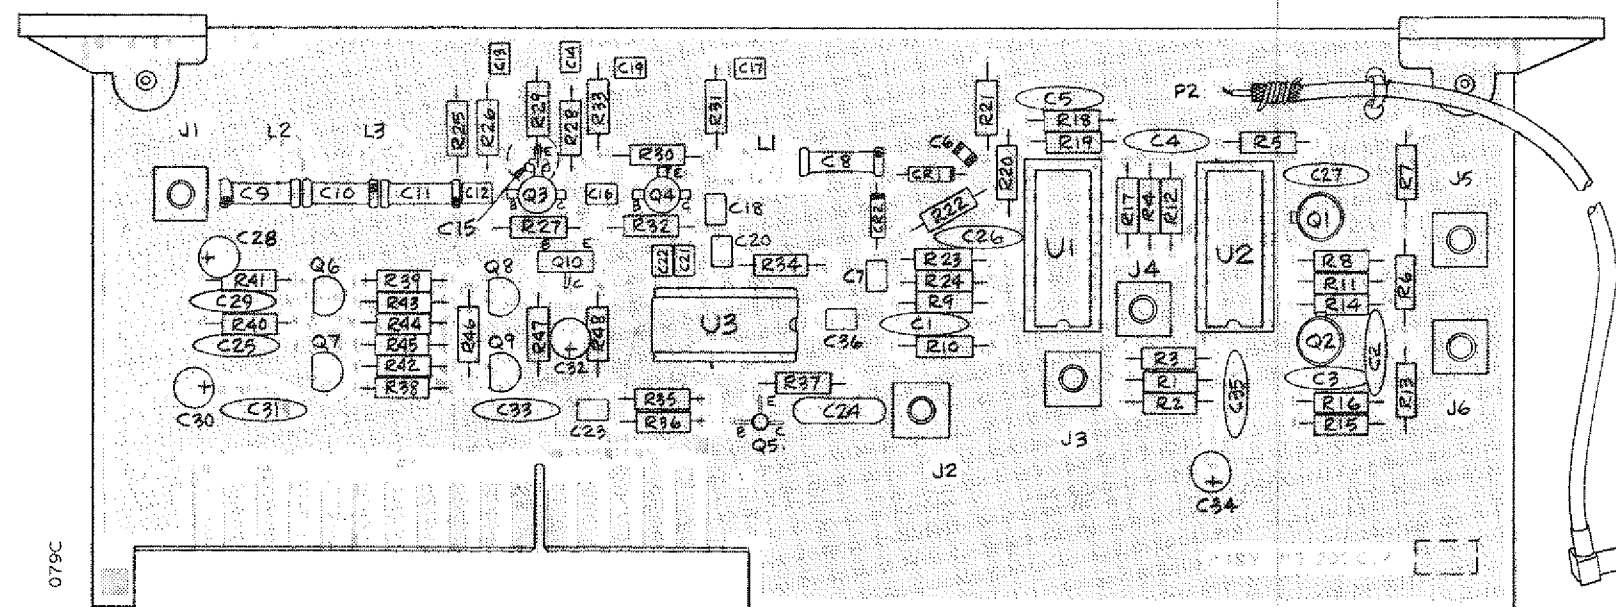 C13
C14
C19
C17
P2
R25
R26
R29
R28
R33
R31
R21
C5
R18
R19
C4
R5
J1
L2
L3
L1
C6
E
R30
E
C8
CR1
R20
C27
R7
J5
C9
C10
C11
C12
Q3
C16
Q4
B
C
B
C
C18
CR2
R22
R17
R4
R12
Q1
C15
R27
R32
C26
U1
U2
C28
B
E
Q10
C
C20
C22
C21
R34
C7
R23
R24
R9
J4
R8
R11
R14
R6
R41
Q6
R39
Q8
C29
R43
R40
R44
R46
R47
R48
U3
C36
C1
R10
Q2
C2
C25
Q7
R45
Q9
C32
R42
R38
R3
R1
R2
C35
C3
R16
R15
R13
J6
C30
C31
C33
C23
R35
R36
R37
E
B
C
Q5
C24
J2
J3
C34
079C